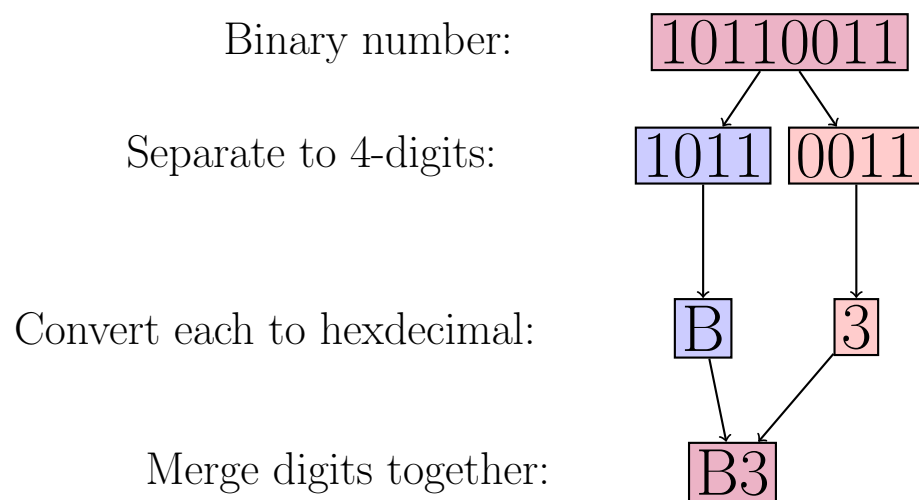 Binary number: 10110011
Separate to 4-digits: 1011 0011
Convert each to hexdecimal: B 3
Merge digits together: B3